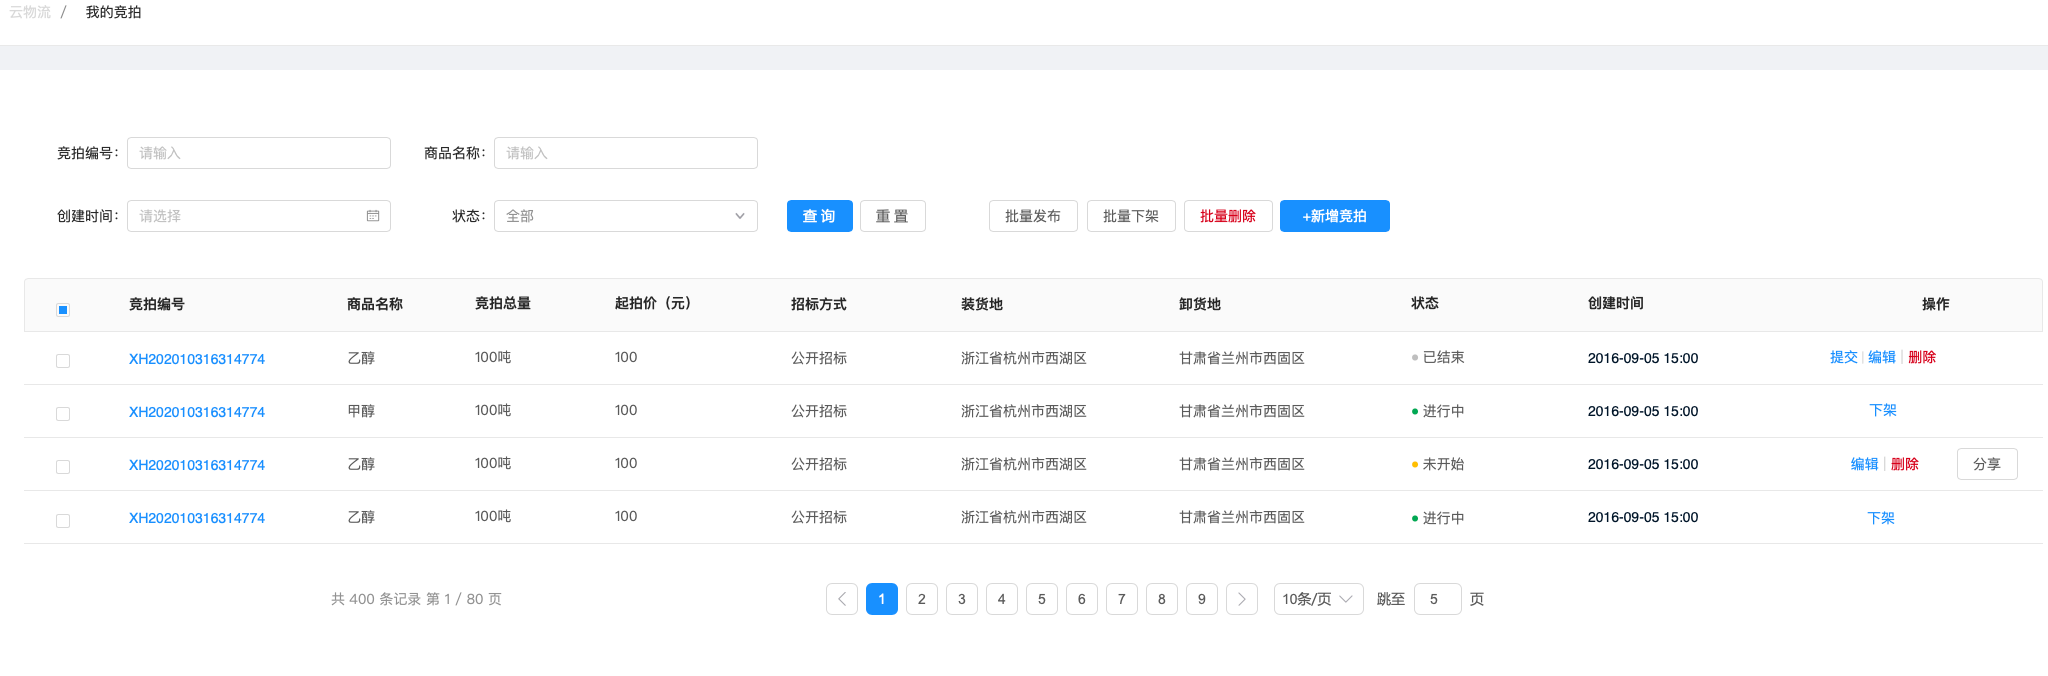 云物流 / 我的竞拍
竞拍编号： 请输入 商品名称： 请输入
创建时间： 请选择 状态： 全部 查 询 重 置 批量发布 批量下架 批量删除 +新增竞拍
竞拍编号 商品名称 竞拍总量 起拍价（元） 招标方式 装货地 卸货地 状态 创建时间 操作
XH202010316314774 乙醇 100吨 100 公开招标 浙江省杭州市西湖区 甘肃省兰州市西固区 已结束 2016-09-05 15:00 提交 编辑 删除
XH202010316314774 甲醇 100吨 100 公开招标 浙江省杭州市西湖区 甘肃省兰州市西固区 进行中 2016-09-05 15:00 下架
XH202010316314774 乙醇 100吨 100 公开招标 浙江省杭州市西湖区 甘肃省兰州市西固区 未开始 2016-09-05 15:00 编辑 删除 分享
XH202010316314774 乙醇 100吨 100 公开招标 浙江省杭州市西湖区 甘肃省兰州市西固区 进行中 2016-09-05 15:00 下架
共 400 条记录 第 1 / 80 页 1 2 3 4 5 6 7 8 9 10条/页 跳至 5 页